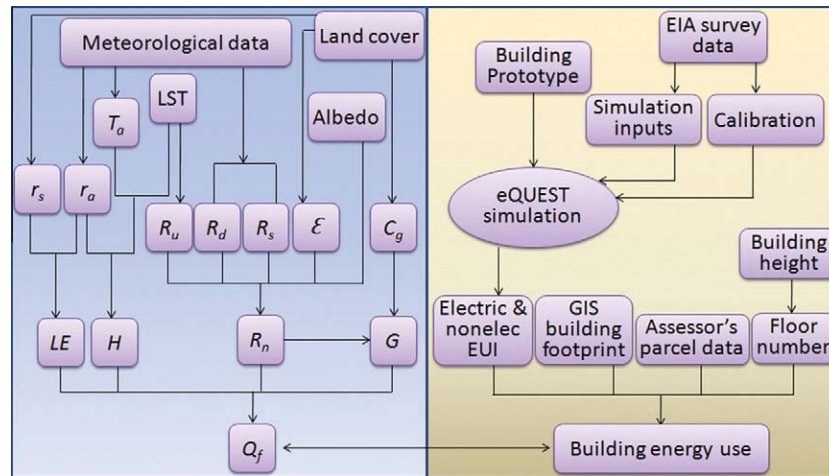 Meteorological data
Land cover
LST
T_a
Albedo
r_s
r_a
R_u
R_d
R_s
ε
C_g
LE
H
R_n
G
Q_f
EIA survey
data
Building
Prototype
Simulation
inputs
Calibration
eQUEST
simulation
Building
height
Electric &
nonelec
EUI
GIS
building
footprint
Assessor's
parcel data
Floor
number
Building energy use